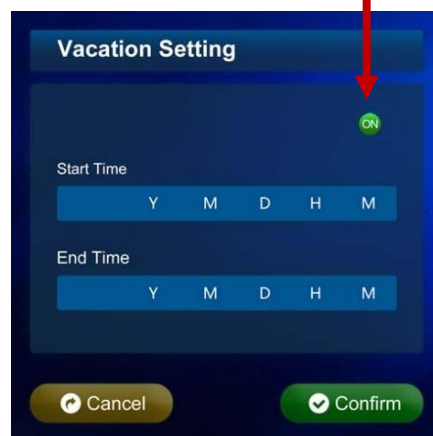 Vacation Setting
ON
Start Time
Y M D H M
End Time
Y M D H M
Cancel Confirm